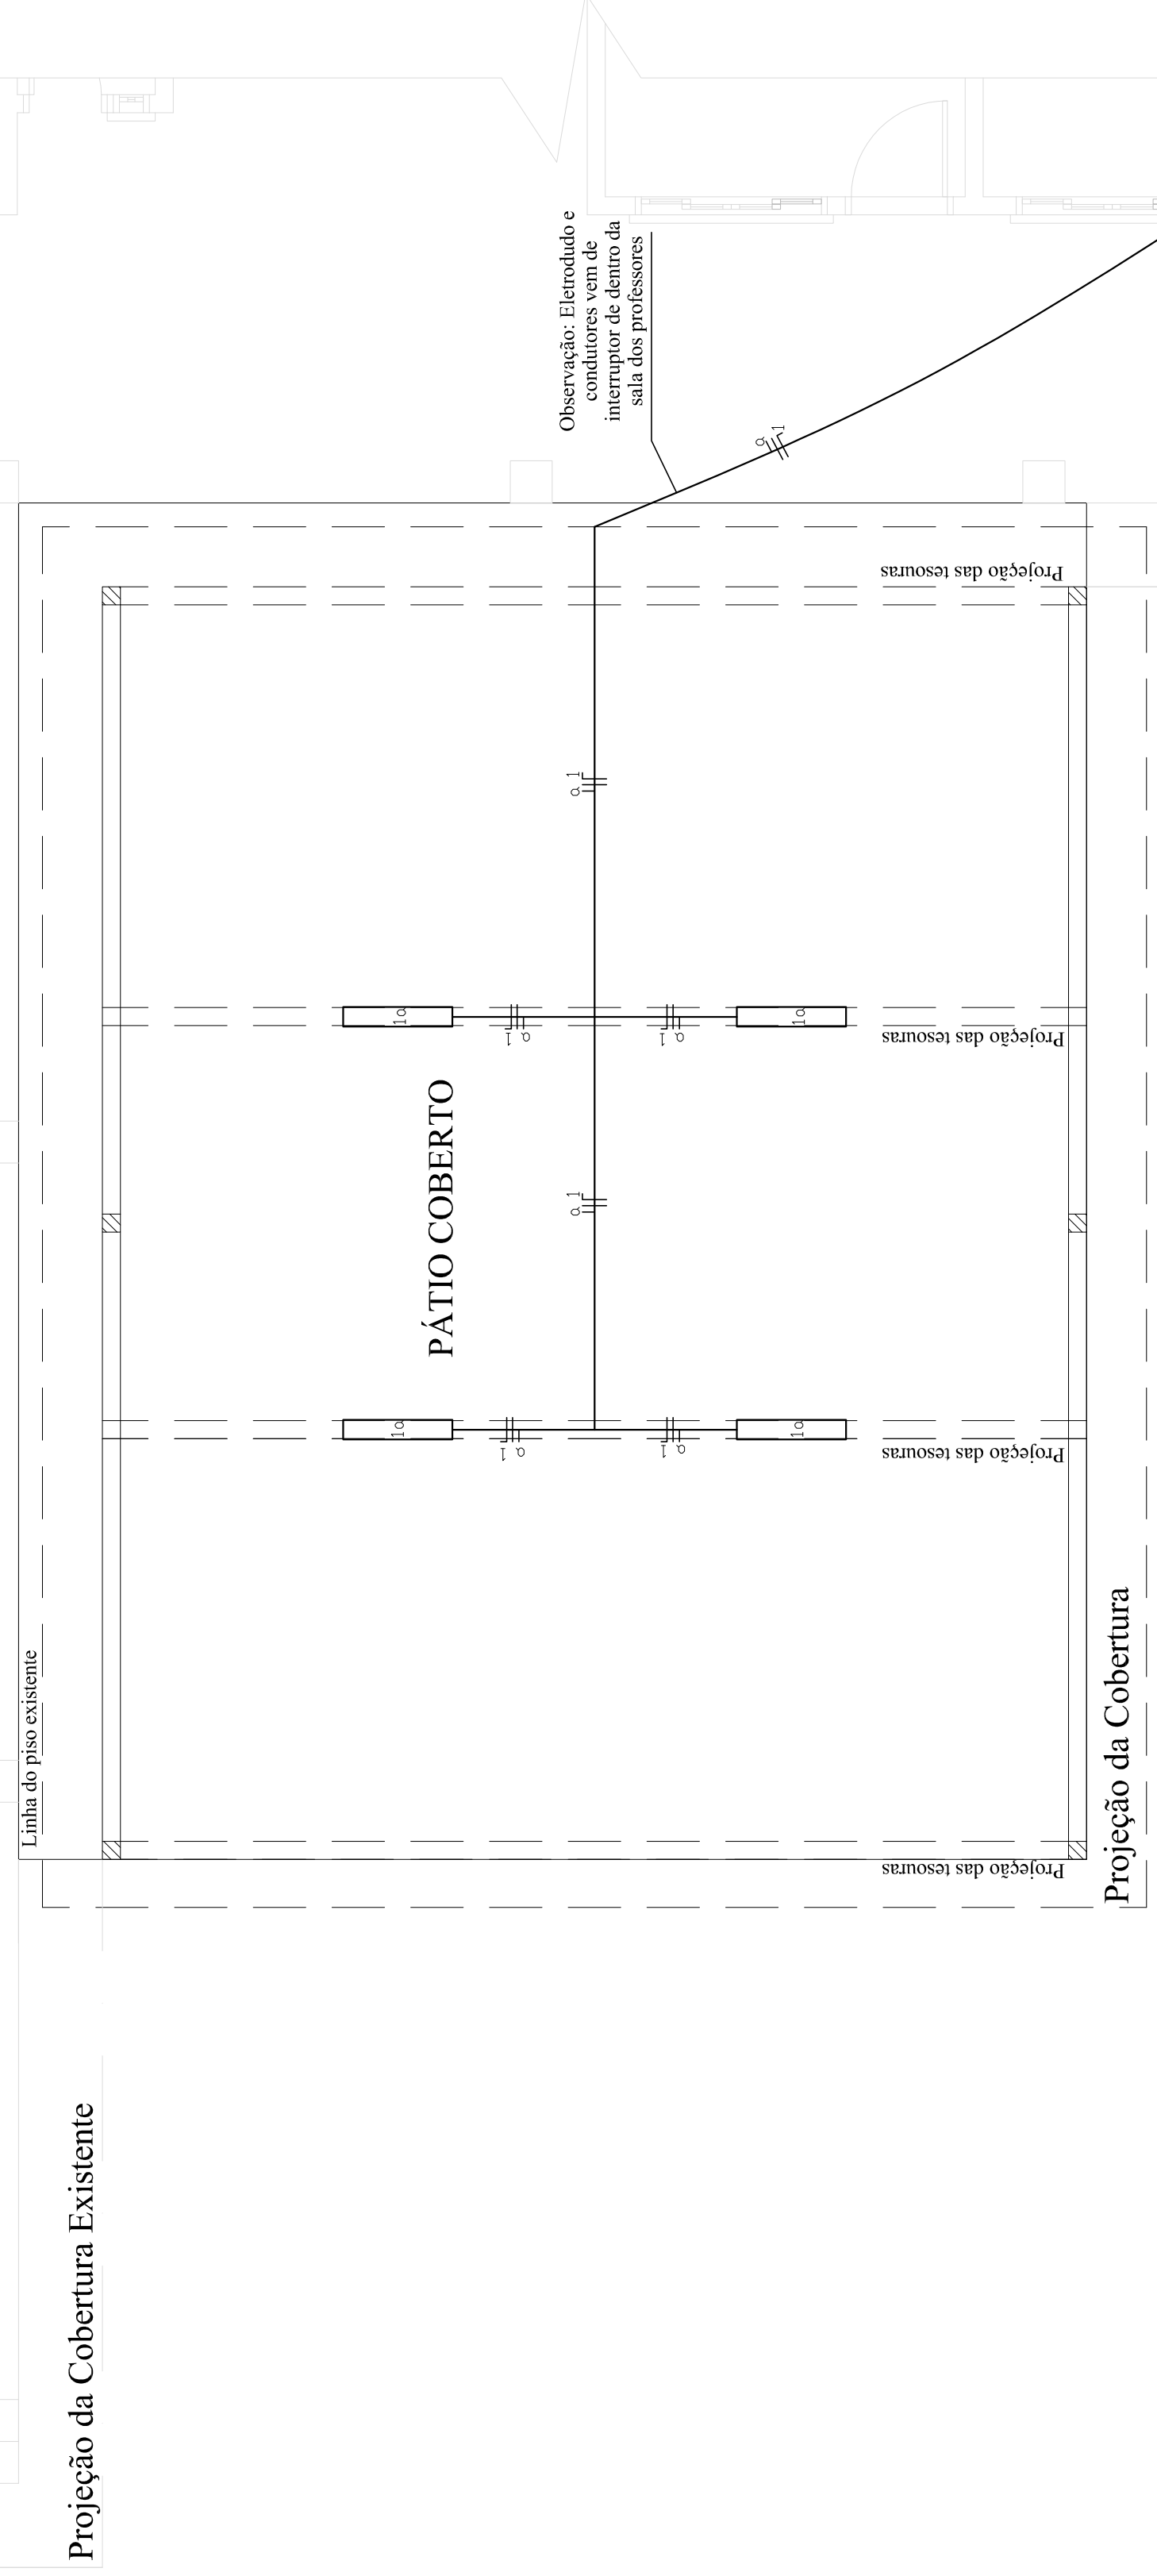 Observação: Eletrodudo e
condutores vem de
interruptor de dentro da
sala dos professores
a 1
Projeção das tesouras
a 1
1a
1a
1 a
1 a
Projeção das tesouras
PÁTIO COBERTO
a 1
1a
1a
1 a
1 a
Projeção das tesouras
Linha do piso existente
Projeção das tesouras
Projeção da Cobertura
Projeção da Cobertura Existente